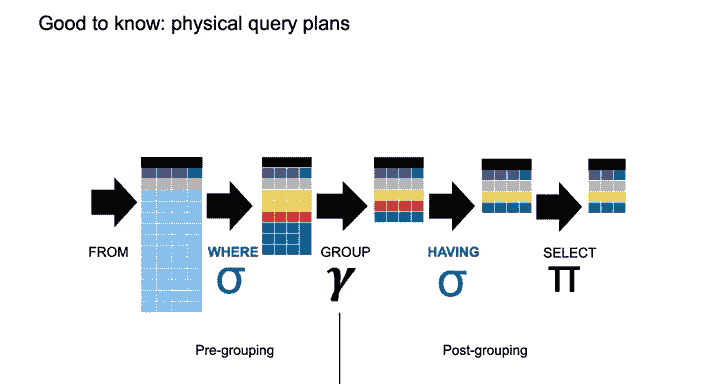 Good to know: physical query plans
FROM WHERE GROUP HAVING SELECT
σ γ σ π
Pre-grouping Post-grouping